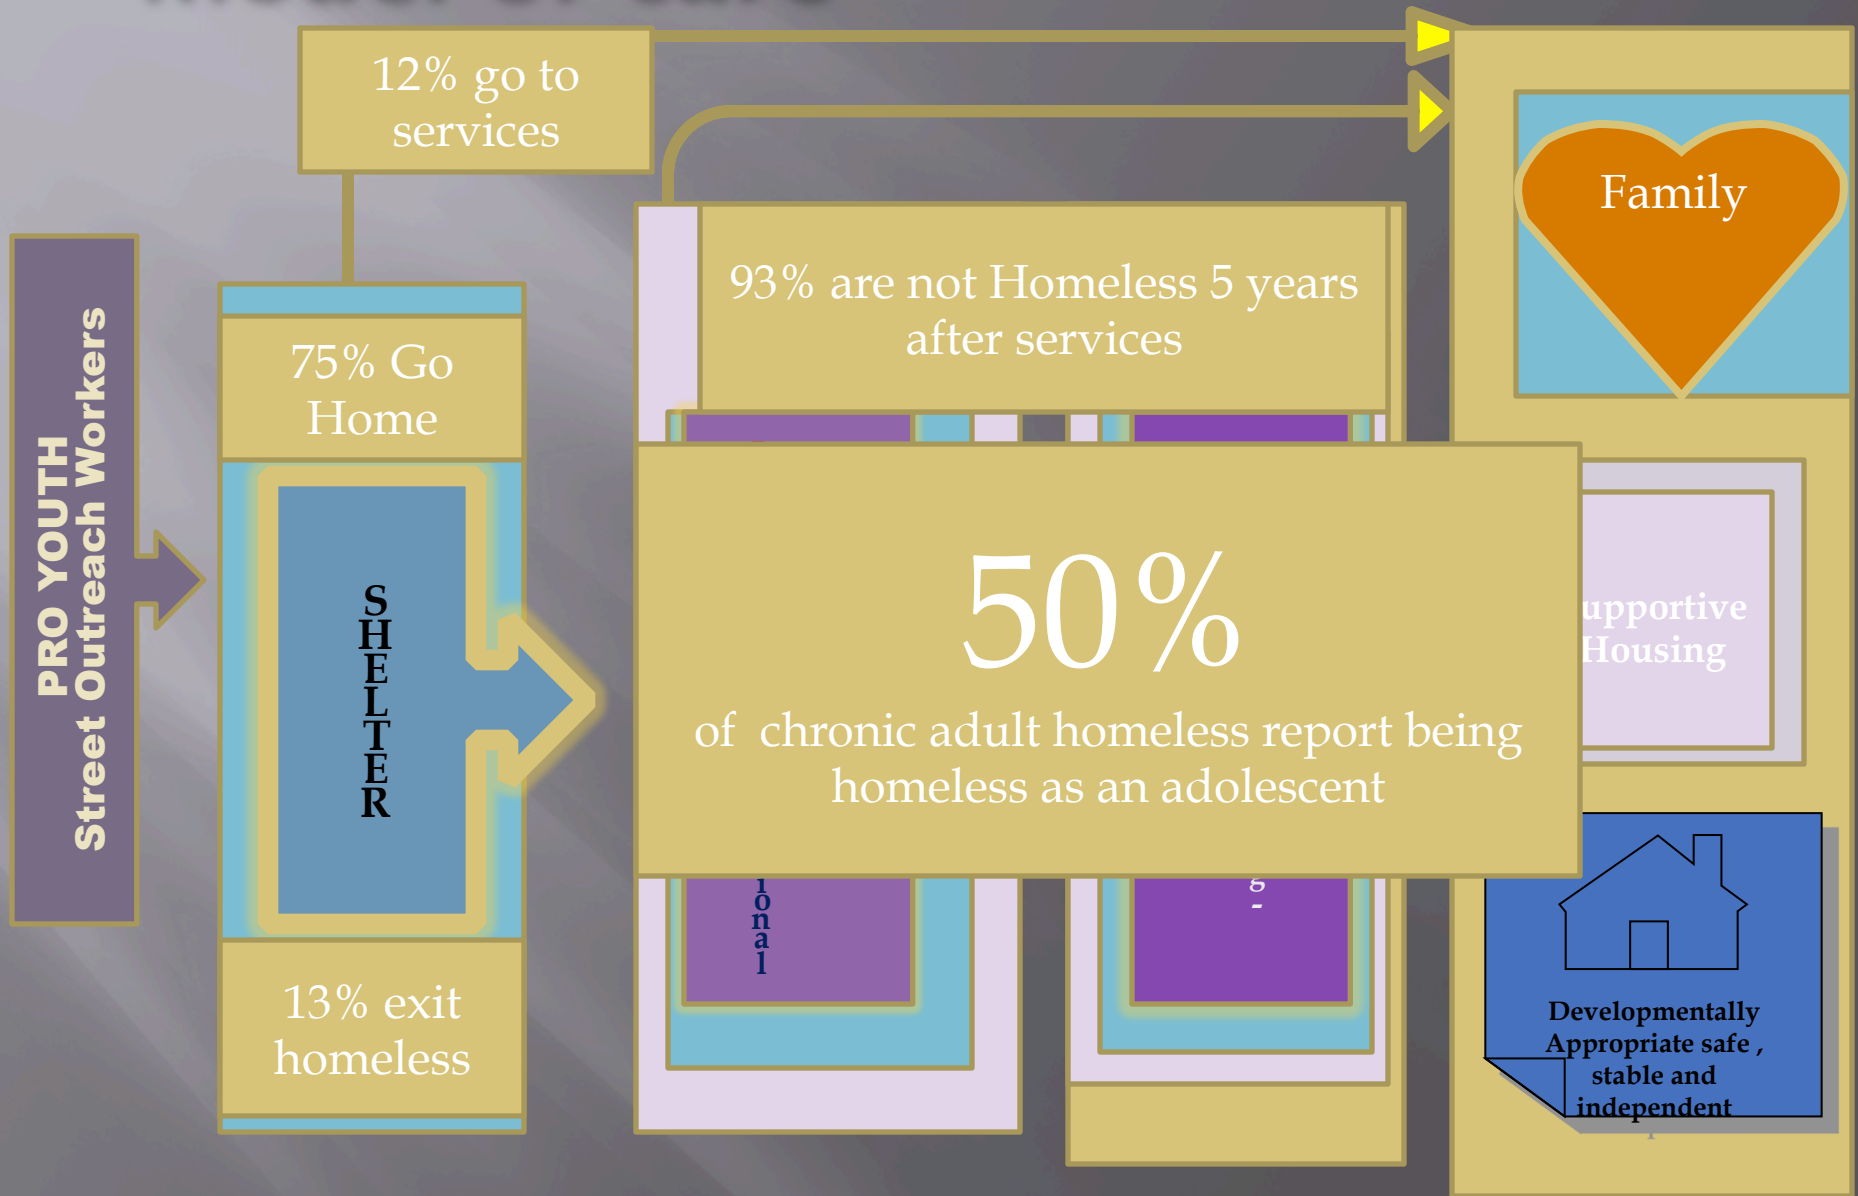 12% go to
services
Family
PRO YOUTH
Street Outreach Workers
93% are not Homeless 5 years
after services
75% Go
Home
S
H
E
L
T
E
R
50%
of chronic adult homeless report being
homeless as an adolescent
upportive
Housing
i
o
n
a
l
g
-
13% exit
homeless
Developmentally
Appropriate safe ,
stable and
independent